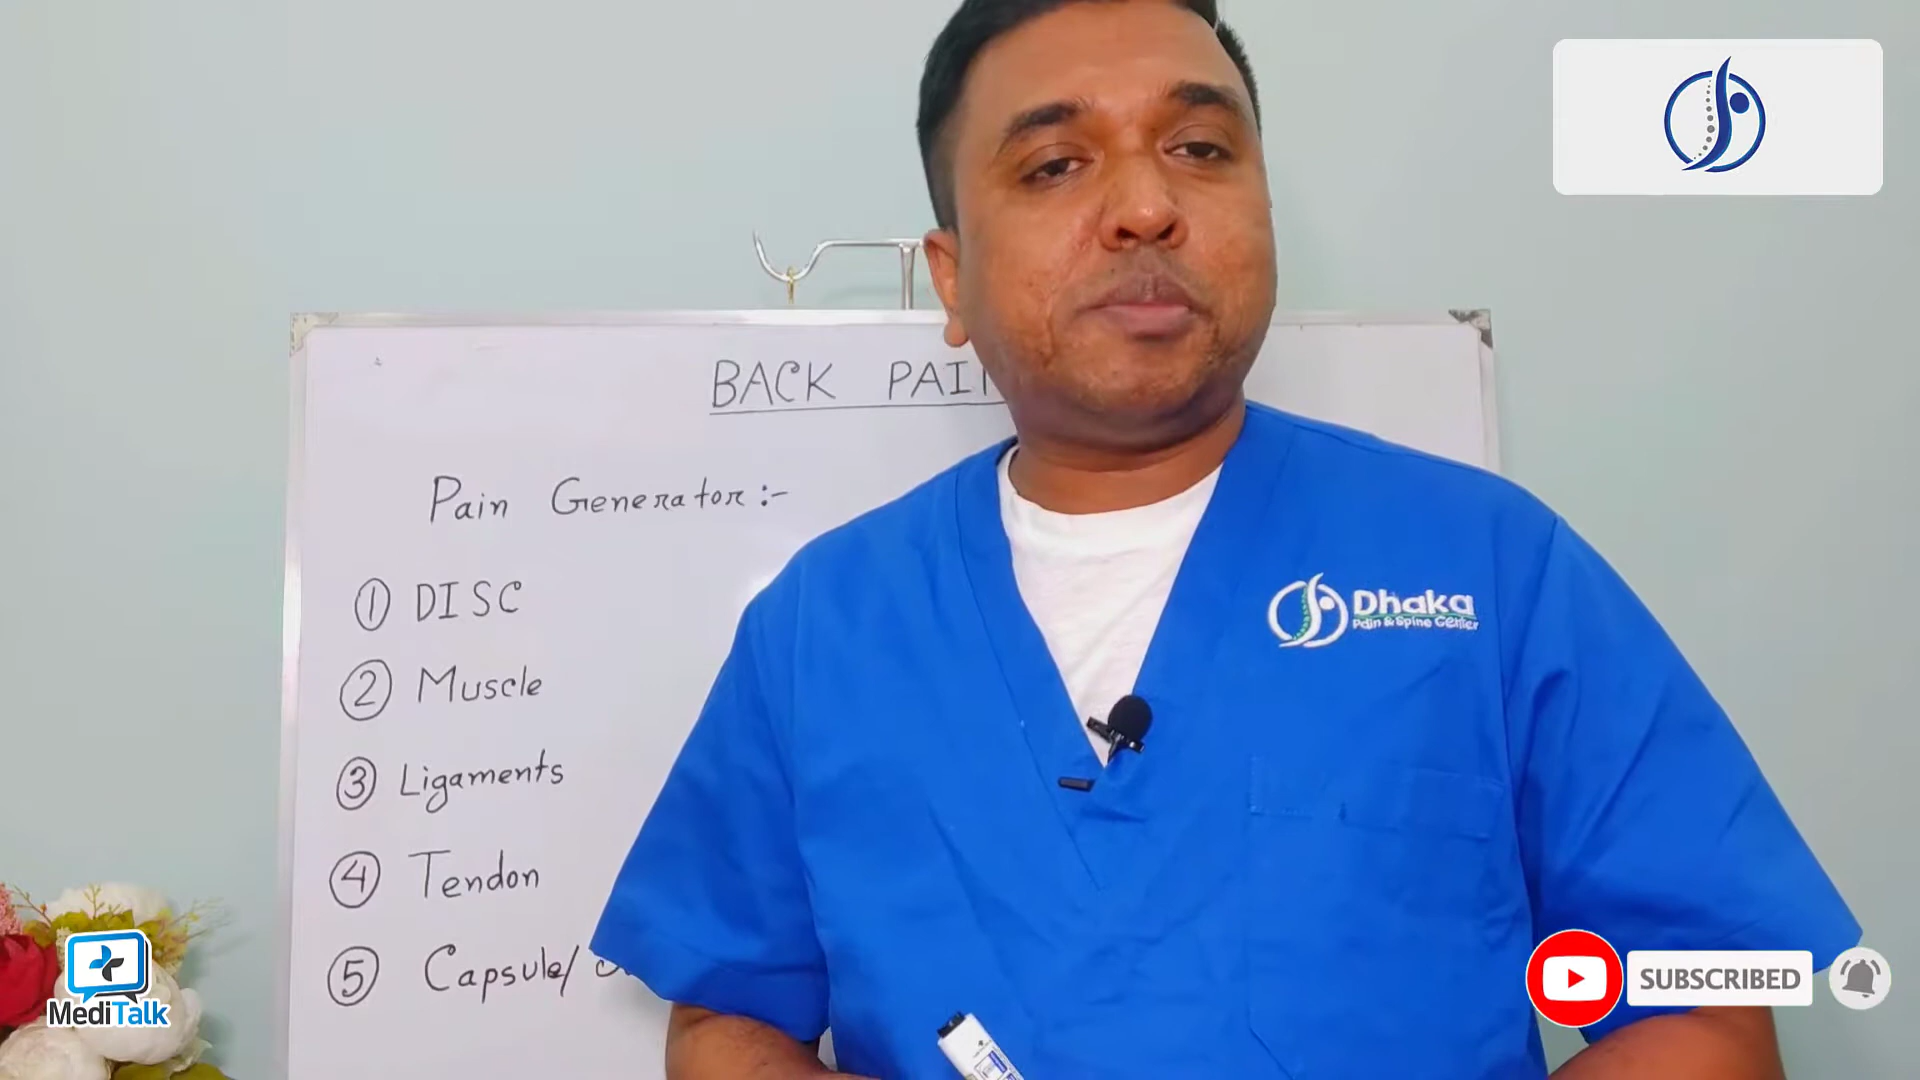 BACK PAIN
Pain Generator:-
① DISC
② Muscle
③ Ligaments
④ Tendon
⑤ Capsule/
Dhaka
Pain & Spine Center
MediTalk
SUBSCRIBED